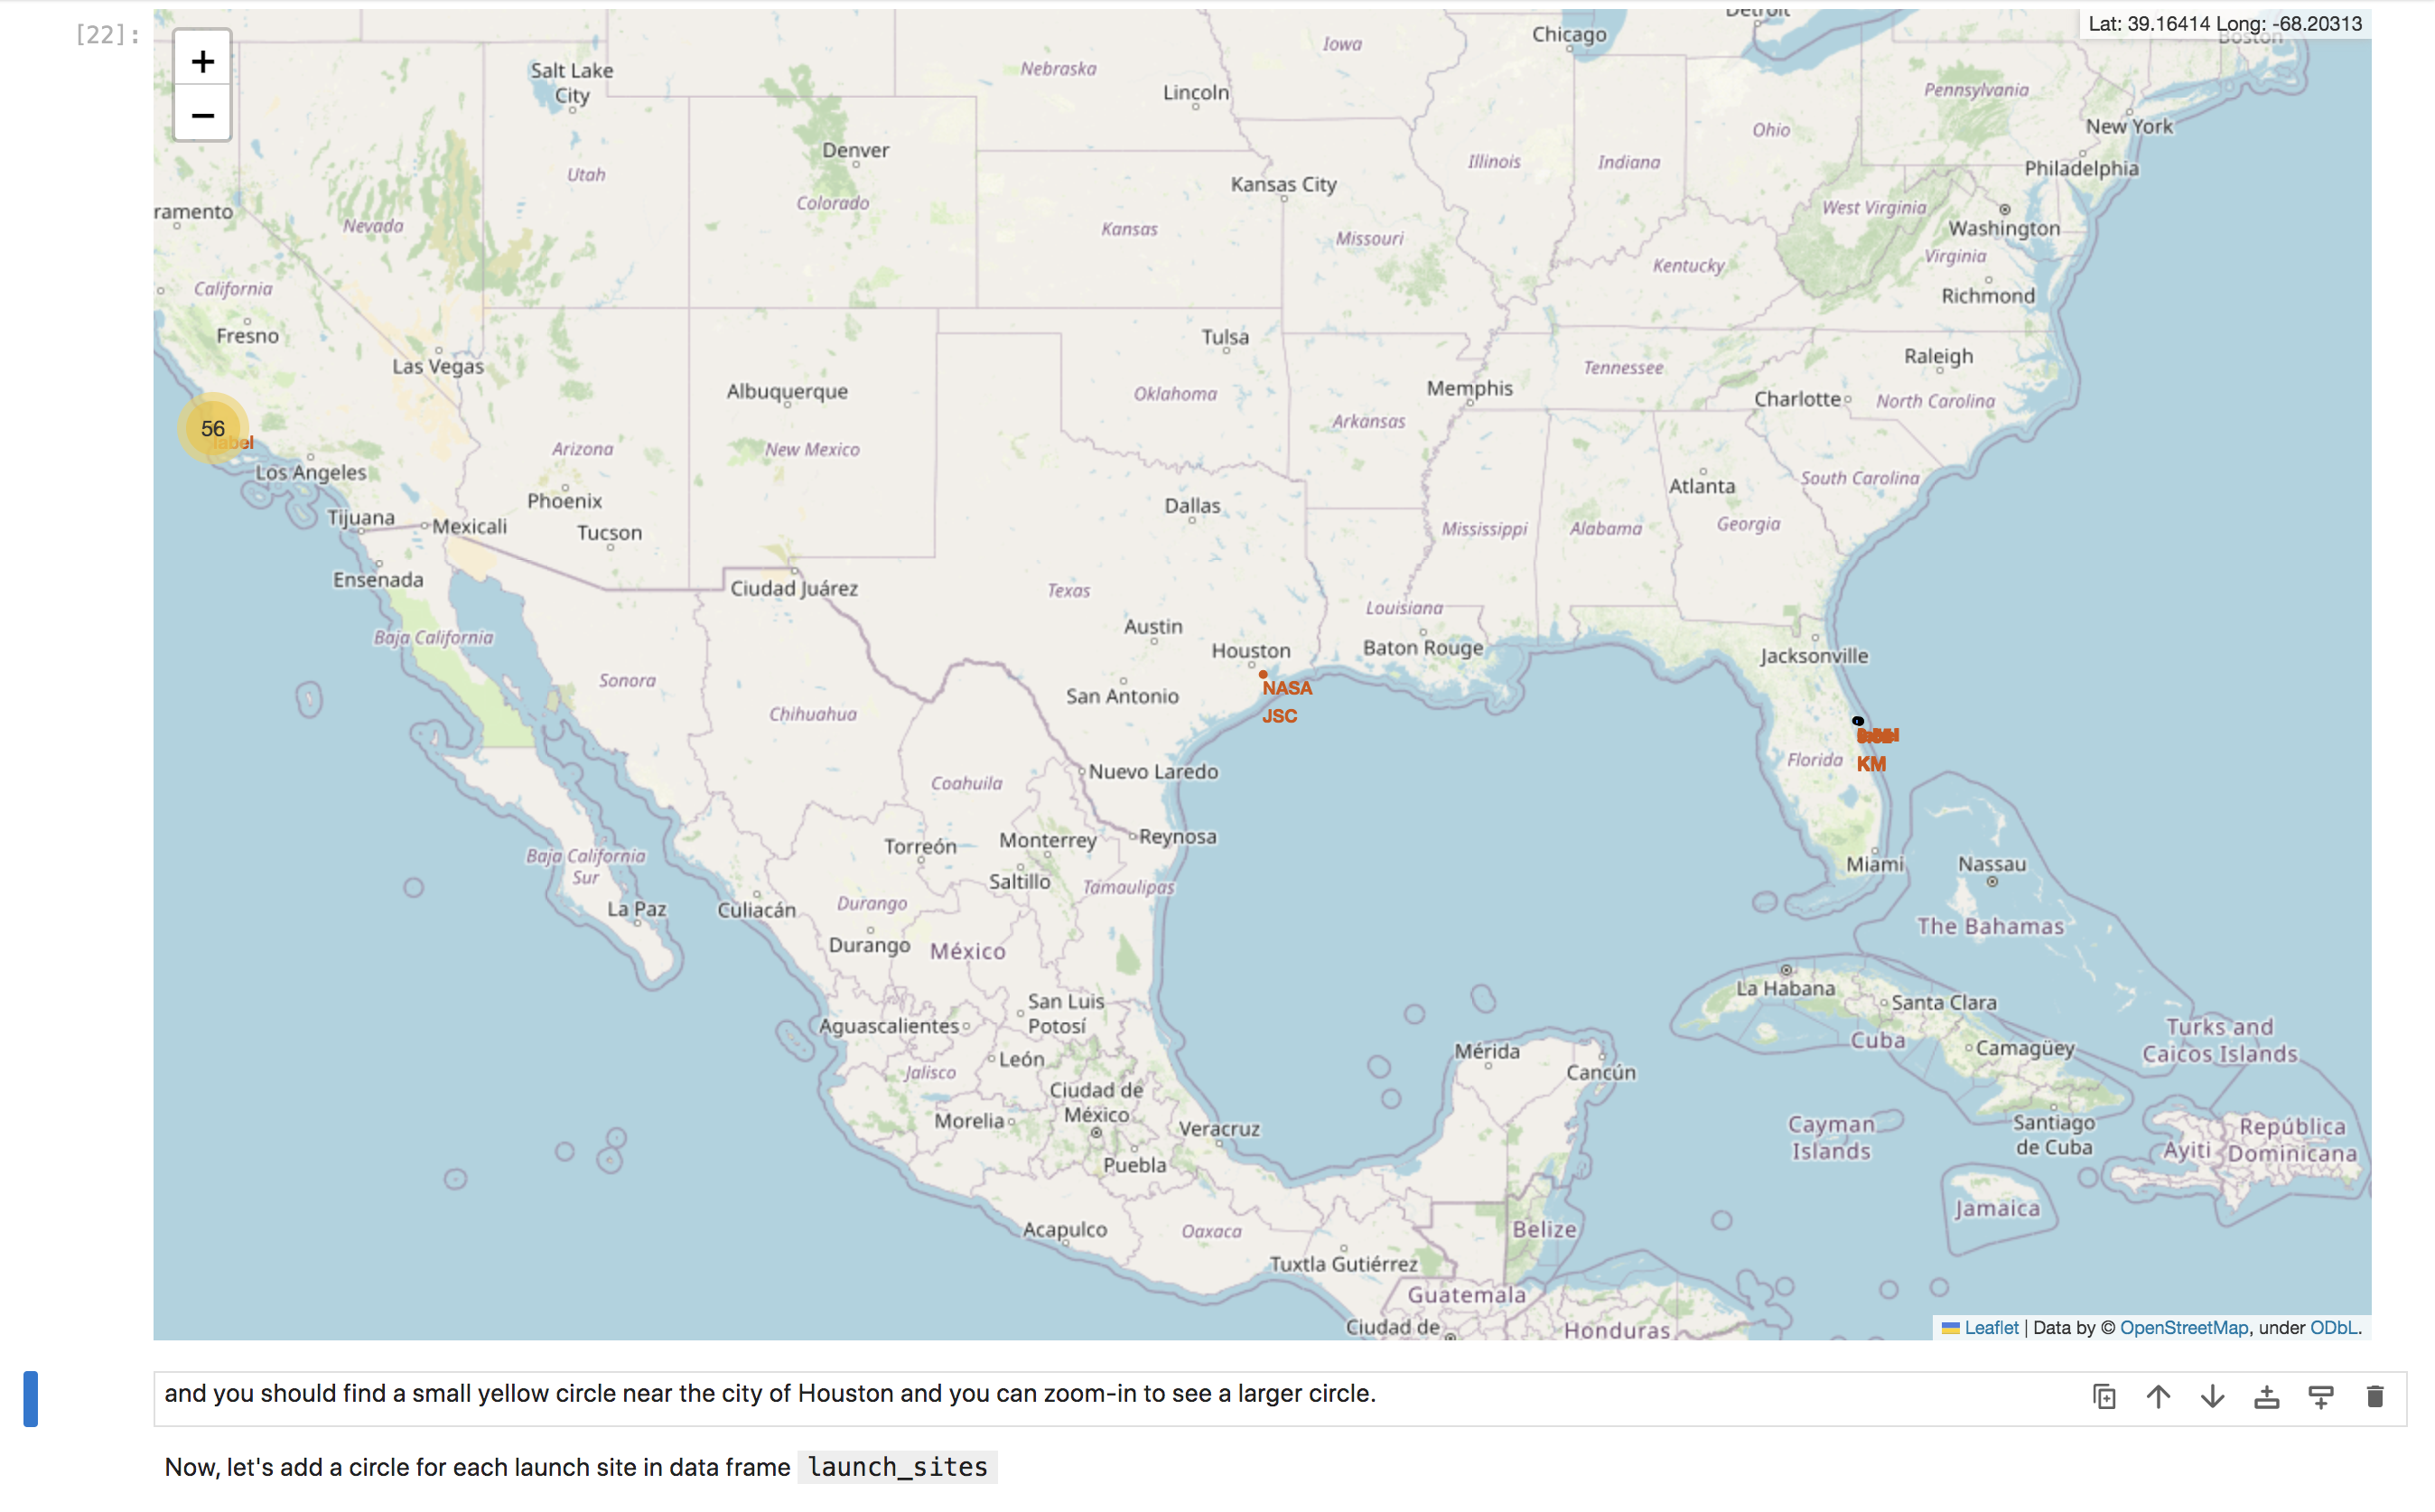 [22]:
+
−
Lat: 39.16414 Long: -68.20313
Detroit
Boston
Chicago
Iowa
Nebraska
Salt Lake
City
Lincoln
Pennsylvania
New York
Ohio
Denver
Illinois
Indiana
Philadelphia
Utah
Kansas City
Colorado
ramento
Nevada
West Virginia
Washington
Kansas
Missouri
Virginia
Kentucky
California
Richmond
Fresno
Tulsa
Las Vegas
Raleigh
Tennessee
Albuquerque
Oklahoma
Memphis
Charlotte
North Carolina
Arkansas
56
label
Arizona
New Mexico
Los Angeles
South Carolina
Atlanta
Phoenix
Dallas
Tijuana
Mexicali
Mississippi
Alabama
Georgia
Tucson
Ensenada
Ciudad Juárez
Texas
Louisiana
Austin
Baja California
Houston
Baton Rouge
Jacksonville
Sonora
NASA
JSC
San Antonio
Chihuahua
Florida
KM
Nuevo Laredo
Coahuila
Reynosa
Torreón
Monterrey
Baja California
Sur
Miami
Nassau
Saltillo
Tamaulipas
Durango
La Paz
Culiacán
The Bahamas
Durango
México
La Habana
San Luis
Potosí
Santa Clara
Aguascalientes
Turks and
Caicos Islands
Cuba
Camagüey
Mérida
León
Cancún
Jalisco
Ciudad de
México
Morelia
Veracruz
Cayman
Islands
Santiago
de Cuba
República
Dominicana
Ayiti
Puebla
Jamaica
Acapulco
Oaxaca
Belize
Tuxtla Gutiérrez
Guatemala
Ciudad de
Honduras
Leaflet | Data by © OpenStreetMap, under ODbL.
and you should find a small yellow circle near the city of Houston and you can zoom-in to see a larger circle.
Now, let's add a circle for each launch site in data frame launch_sites